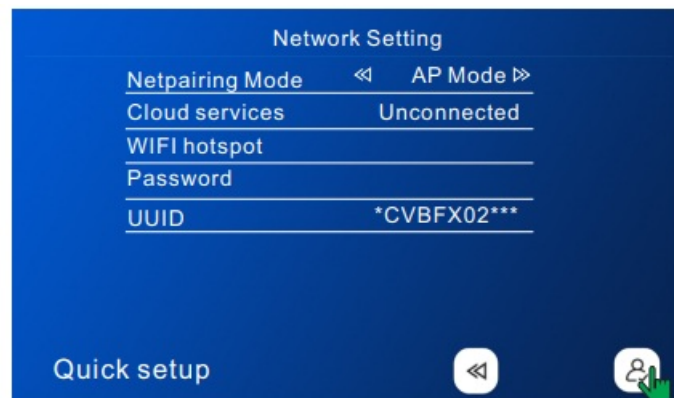 Network Setting
Netpairing Mode AP Mode
Cloud services Unconnected
WIFI hotspot
Password
UUID *CVBFX02***
Quick setup